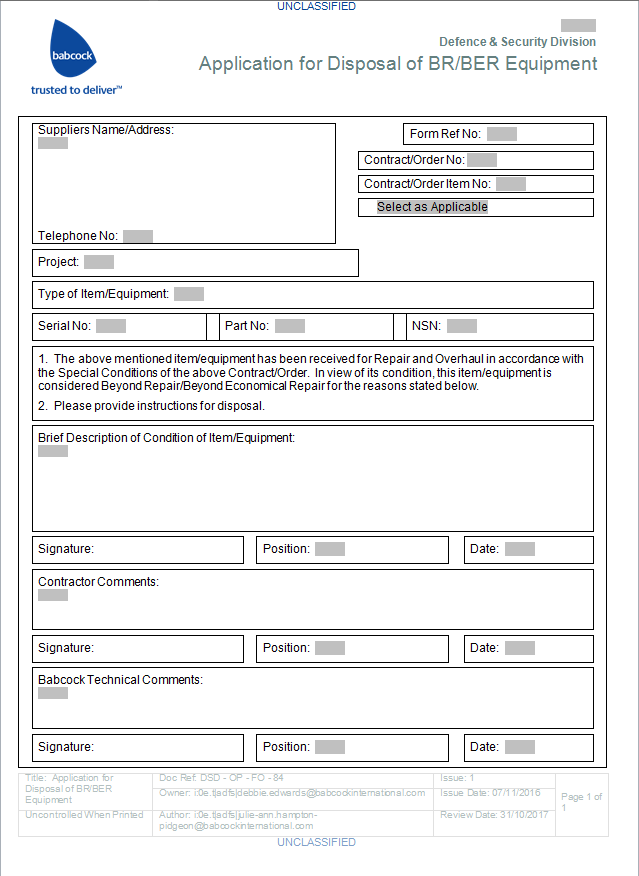 UNCLASSIFIED
babcock
trusted to deliver™
Defence & Security Division
Application for Disposal of BR/BER Equipment
Suppliers Name/Address:
Telephone No:
Form Ref No:
Contract/Order No:
Contract/Order Item No:
Select as Applicable
Project:
Type of Item/Equipment:
Serial No:
Part No:
NSN:
1. The above mentioned item/equipment has been received for Repair and Overhaul in accordance with
the Special Conditions of the above Contract/Order. In view of its condition, this item/equipment is
considered Beyond Repair/Beyond Economical Repair for the reasons stated below.
2. Please provide instructions for disposal.
Brief Description of Condition of Item/Equipment:
Signature:
Position:
Date:
Contractor Comments:
Signature:
Position:
Date:
Babcock Technical Comments:
Signature:
Position:
Date:
Title: Application for
Disposal of BR/BER
Equipment
Doc Ref: DSD - OP - FO - 84
Issue: 1
Page 1 of
1
Owner: i:0e.t|adfs|debbie.edwards@babcockinternational.com
Issue Date: 07/11/2016
Uncontrolled When Printed
Author: i:0e.t|adfs|julie-ann.hampton-
pidgeon@babcockinternational.com
Review Date: 31/10/2017
UNCLASSIFIED